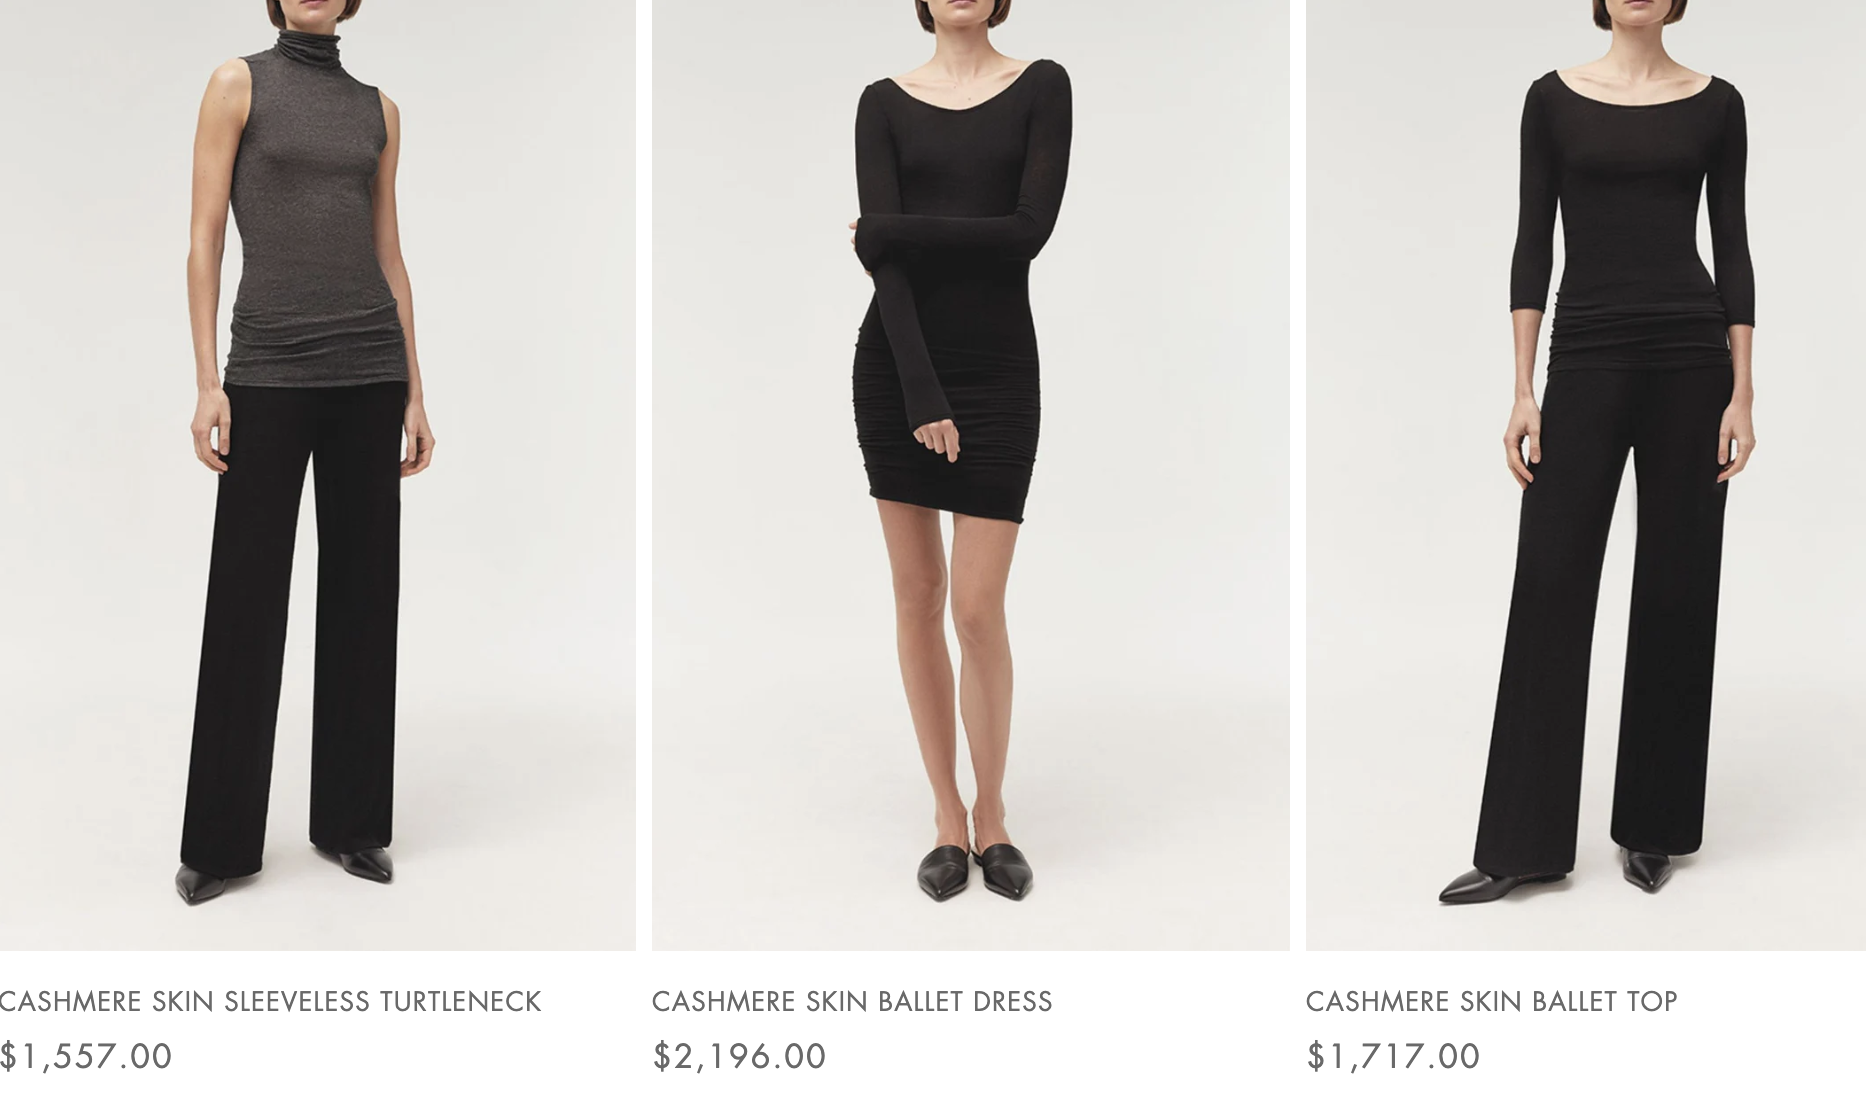 CASHMERE SKIN SLEEVELESS TURTLENECK
$1,557.00
CASHMERE SKIN BALLET DRESS
$2,196.00
CASHMERE SKIN BALLET TOP
$1,717.00